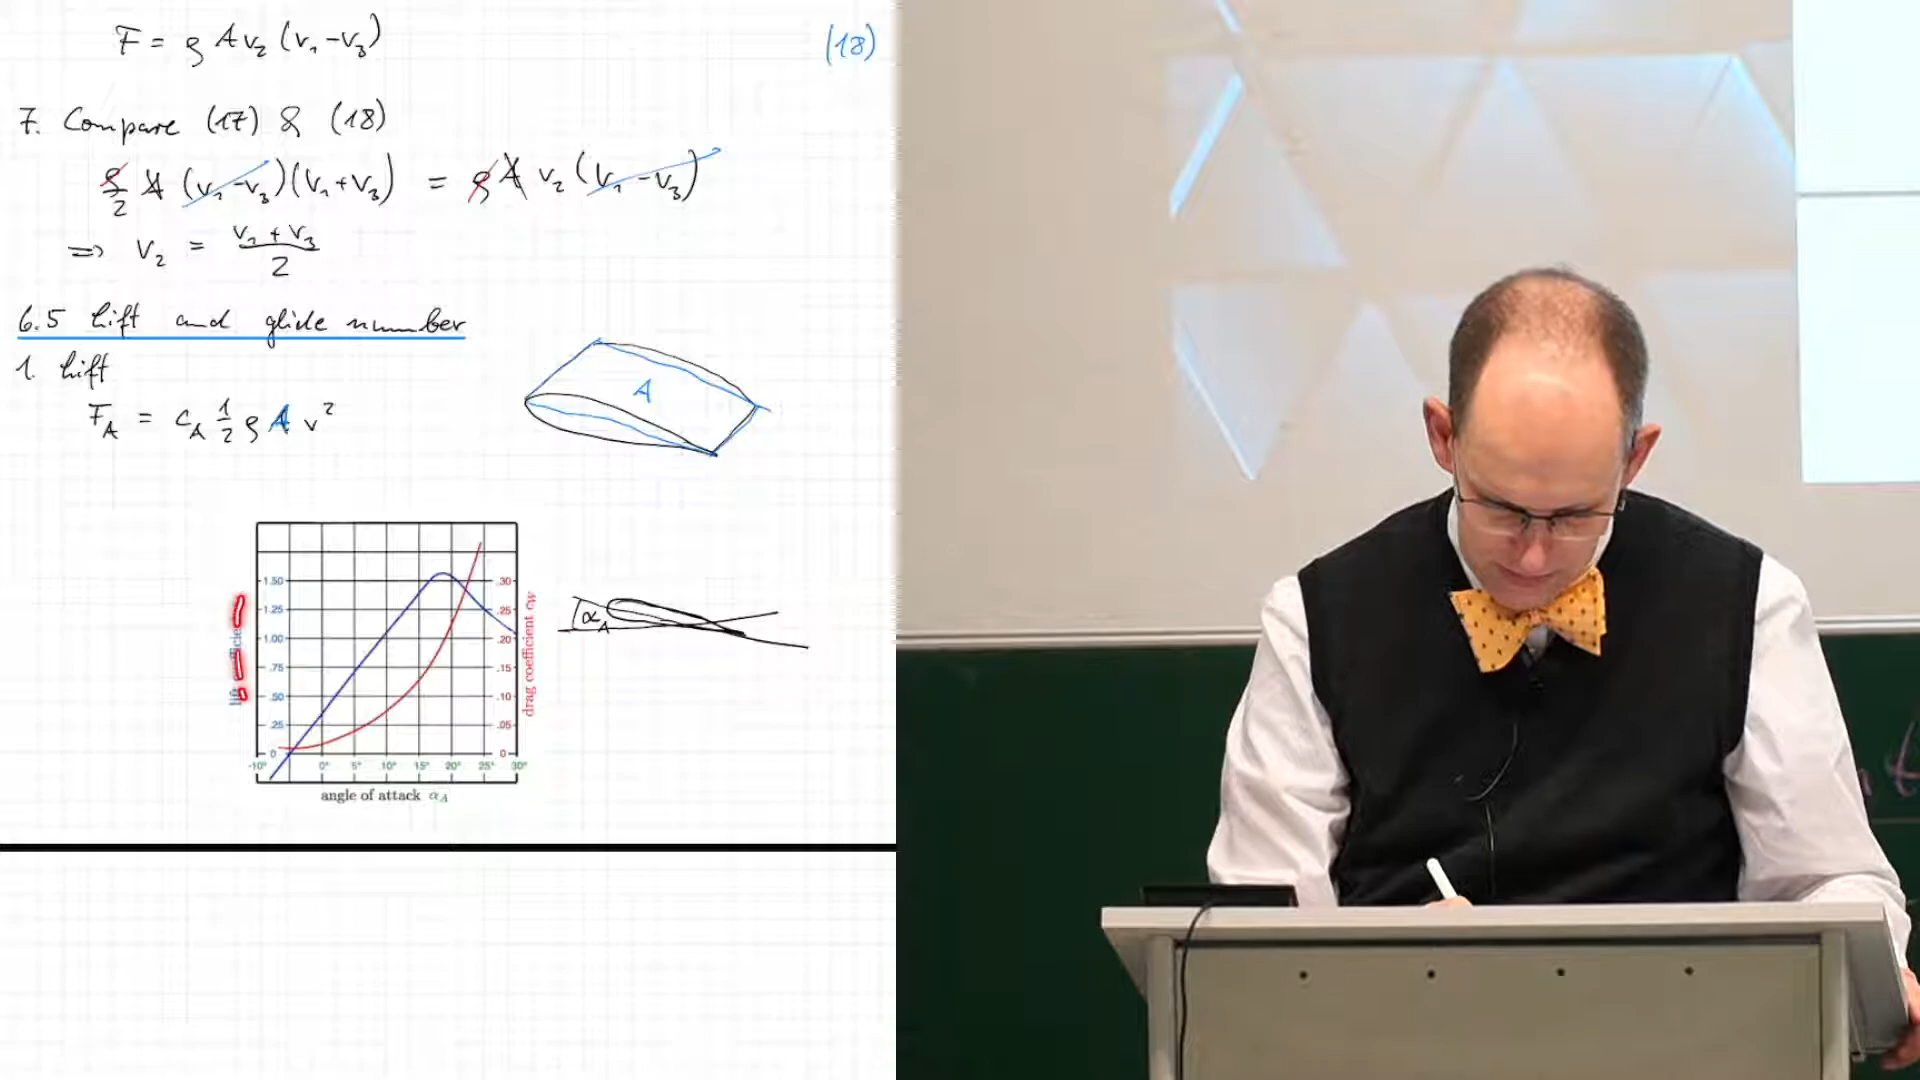 F = ρ A v₂ (v₁ - v₃) (18)
7. Compare (17) & (18)
ρ/2 A (v₁ - v₃)(v₁ + v₃) = ρ A v₂ (v₁ - v₃)
⇒ v₂ = (v₁ + v₃)/2
6.5 Lift and glide number
1. Lift
A
F_A = c_A 1/2 ρ A v²
1.50 .30
1.25 .25
1.00 .20
.75 .15
.50 .10
.25 .05
0 0
drag coefficient c_W
α_A
-10° 0° 5° 10° 15° 20° 25° 30°
angle of attack α_A